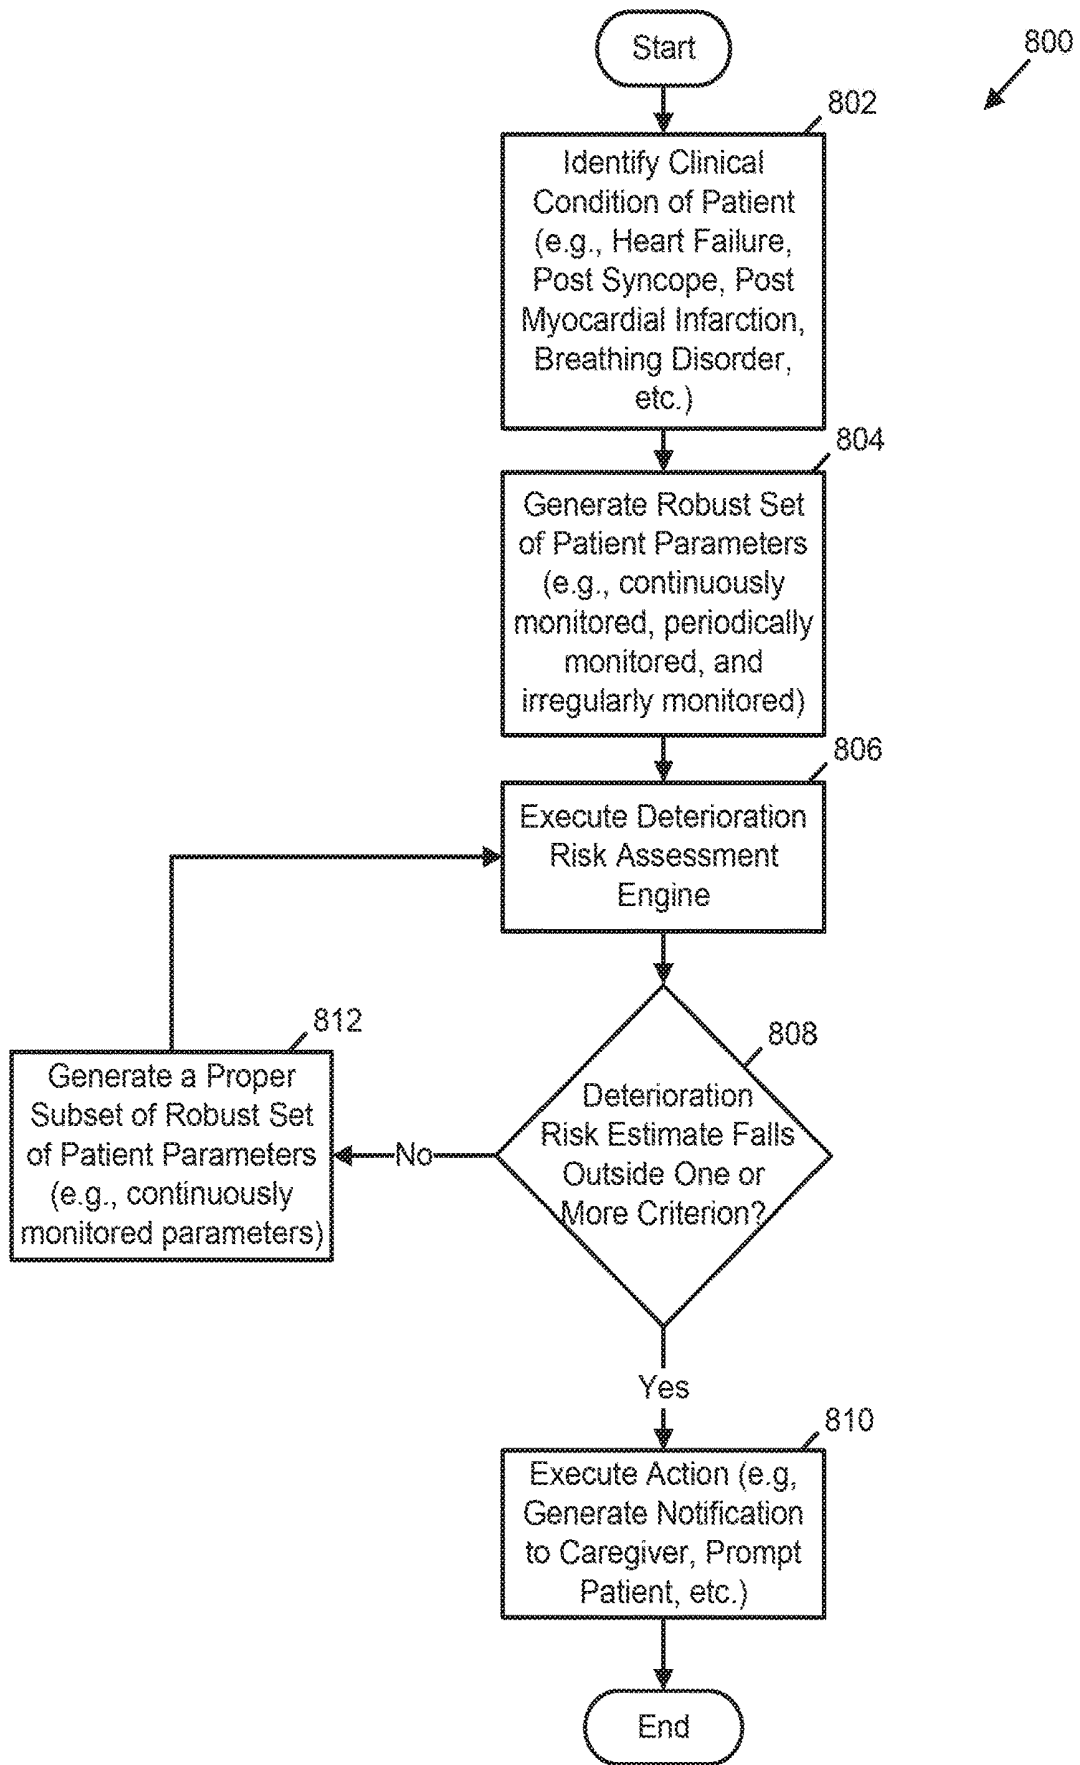 Start
800
802
Identify Clinical
Condition of Patient
(e.g., Heart Failure,
Post Syncope, Post
Myocardial Infarction,
Breathing Disorder,
etc.)
804
Generate Robust Set
of Patient Parameters
(e.g., continuously
monitored, periodically
monitored, and
irregularly monitored)
806
Execute Deterioration
Risk Assessment
Engine
808
Deterioration
Risk Estimate Falls
Outside One or
More Criterion?
No
812
Generate a Proper
Subset of Robust Set
of Patient Parameters
(e.g., continuously
monitored parameters)
Yes
810
Execute Action (e.g,
Generate Notification
to Caregiver, Prompt
Patient, etc.)
End